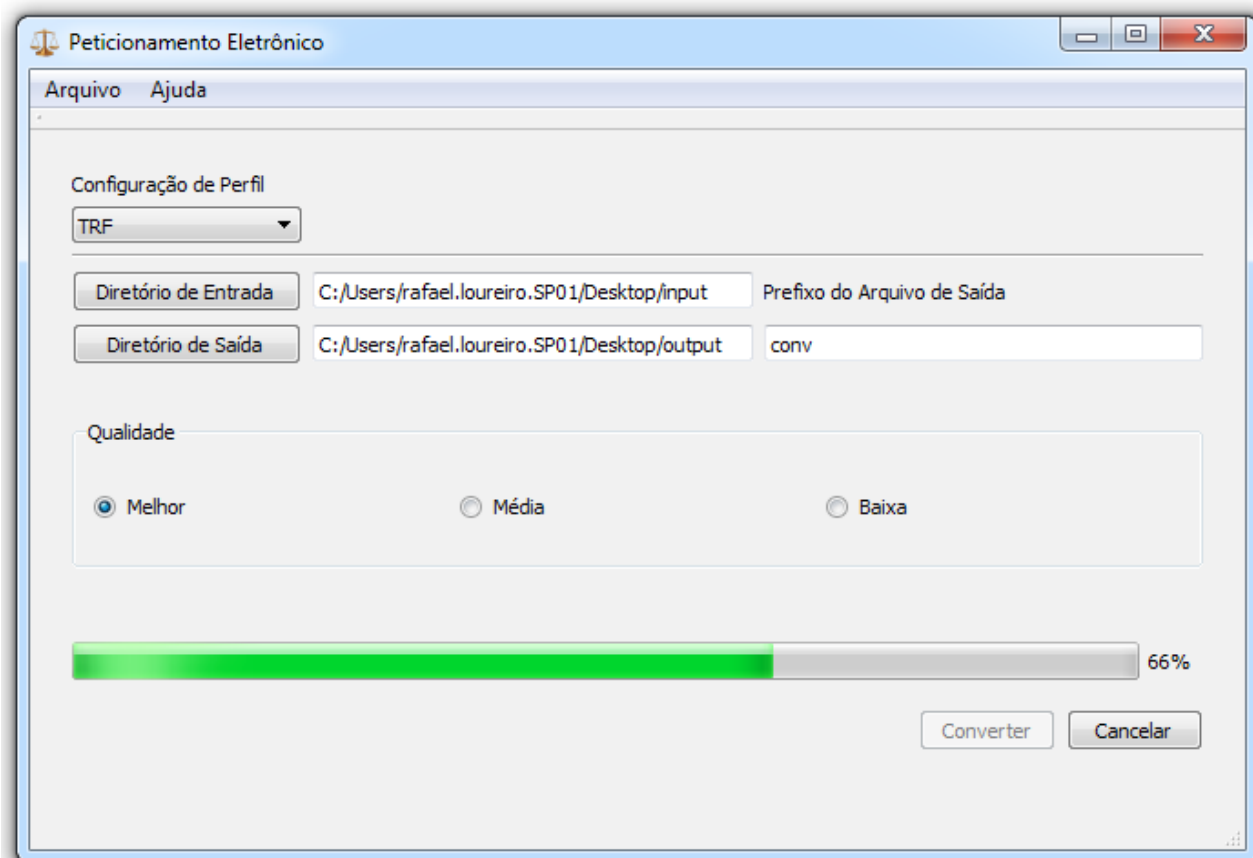 Peticionamento Eletrônico
Arquivo Ajuda
Configuração de Perfil
TRF
Diretório de Entrada C:/Users/rafael.loureiro.SP01/Desktop/input Prefixo do Arquivo de Saída
Diretório de Saída C:/Users/rafael.loureiro.SP01/Desktop/output conv
Qualidade
Melhor Média Baixa
66%
Converter Cancelar